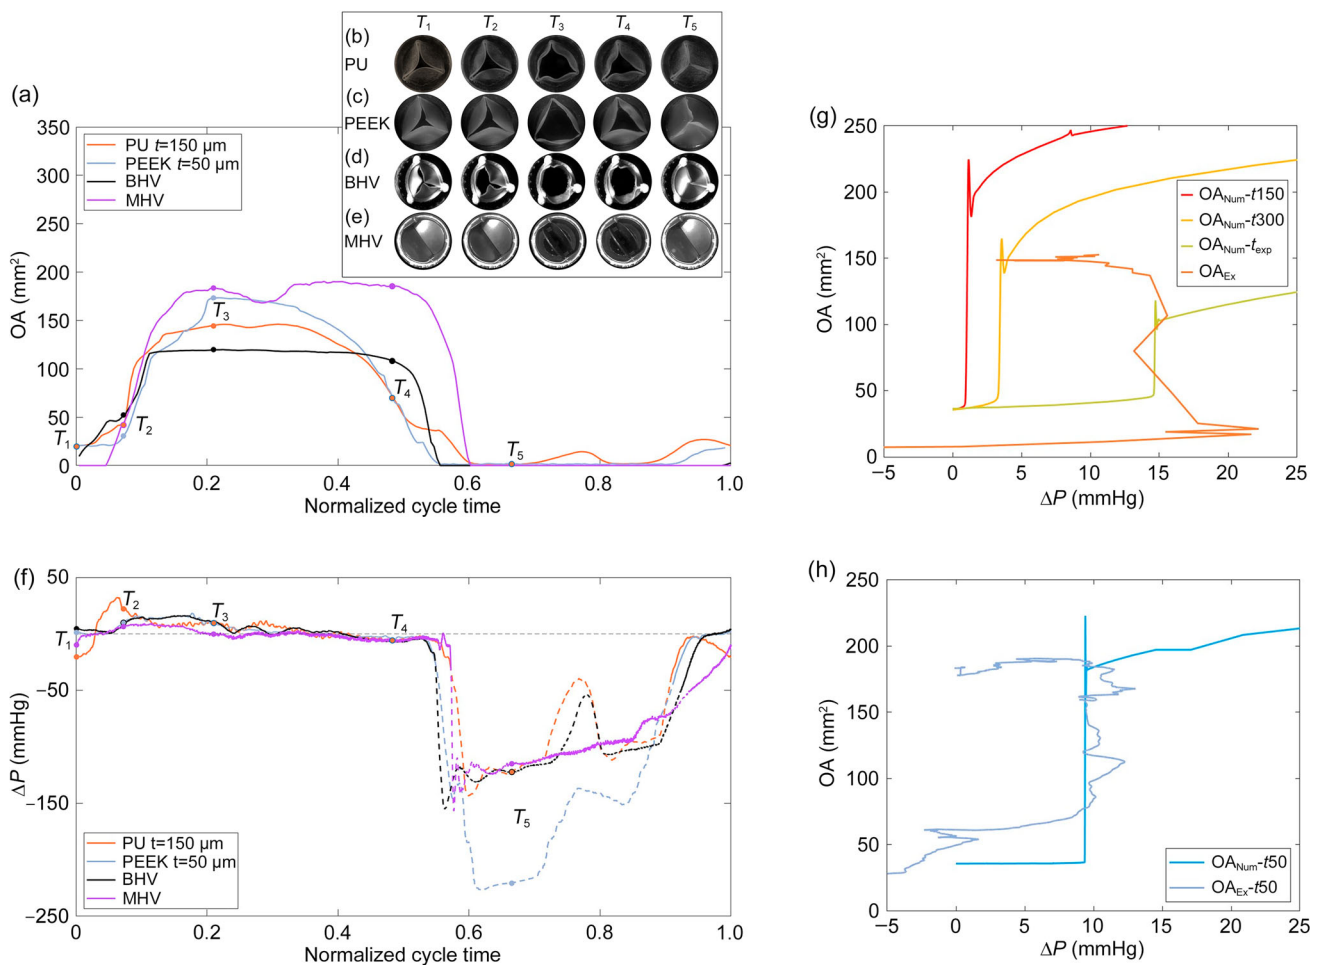 T1 T2 T3 T4 T5
(b)
PU
(c)
PEEK
(d)
BHV
(e)
MHV
(a)
350
300
250
200
150
100
50
0
OA (mm²)
PU t=150 µm
PEEK t=50 µm
BHV
MHV
T1
T2
T3
T4
T5
0 0.2 0.4 0.6 0.8 1.0
Normalized cycle time
(g)
250
200
150
100
50
0
OA (mm²)
OANum-t150
OANum-t300
OANum-texp
OAEx
−5 0 5 10 15 20 25
ΔP (mmHg)
(f)
50
0
−50
−150
−250
ΔP (mmHg)
T1
T2
T3
T4
T5
PU t=150 µm
PEEK t=50 µm
BHV
MHV
0 0.2 0.4 0.6 0.8 1.0
Normalized cycle time
(h)
250
200
150
100
50
0
OA (mm²)
OANum-t50
OAEx-t50
−5 0 5 10 15 20 25
ΔP (mmHg)